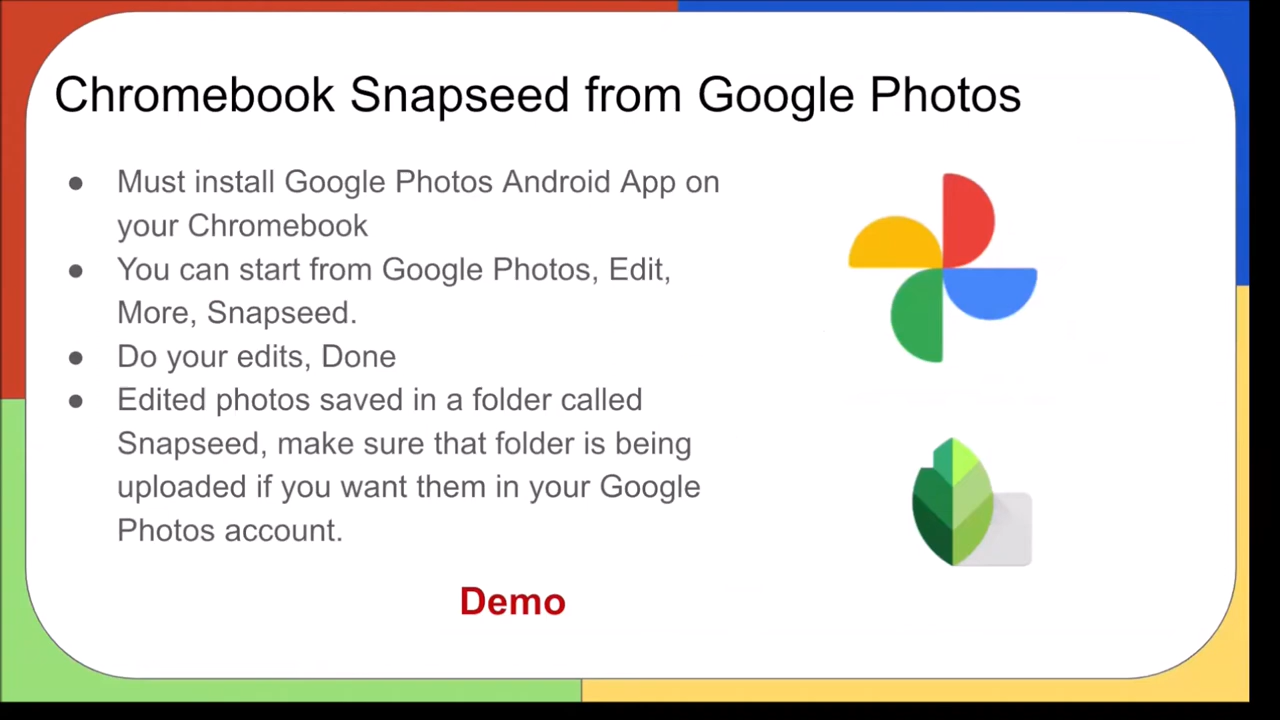 Chromebook Snapseed from Google Photos
● Must install Google Photos Android App on
your Chromebook
● You can start from Google Photos, Edit,
More, Snapseed.
● Do your edits, Done
● Edited photos saved in a folder called
Snapseed, make sure that folder is being
uploaded if you want them in your Google
Photos account.
Demo